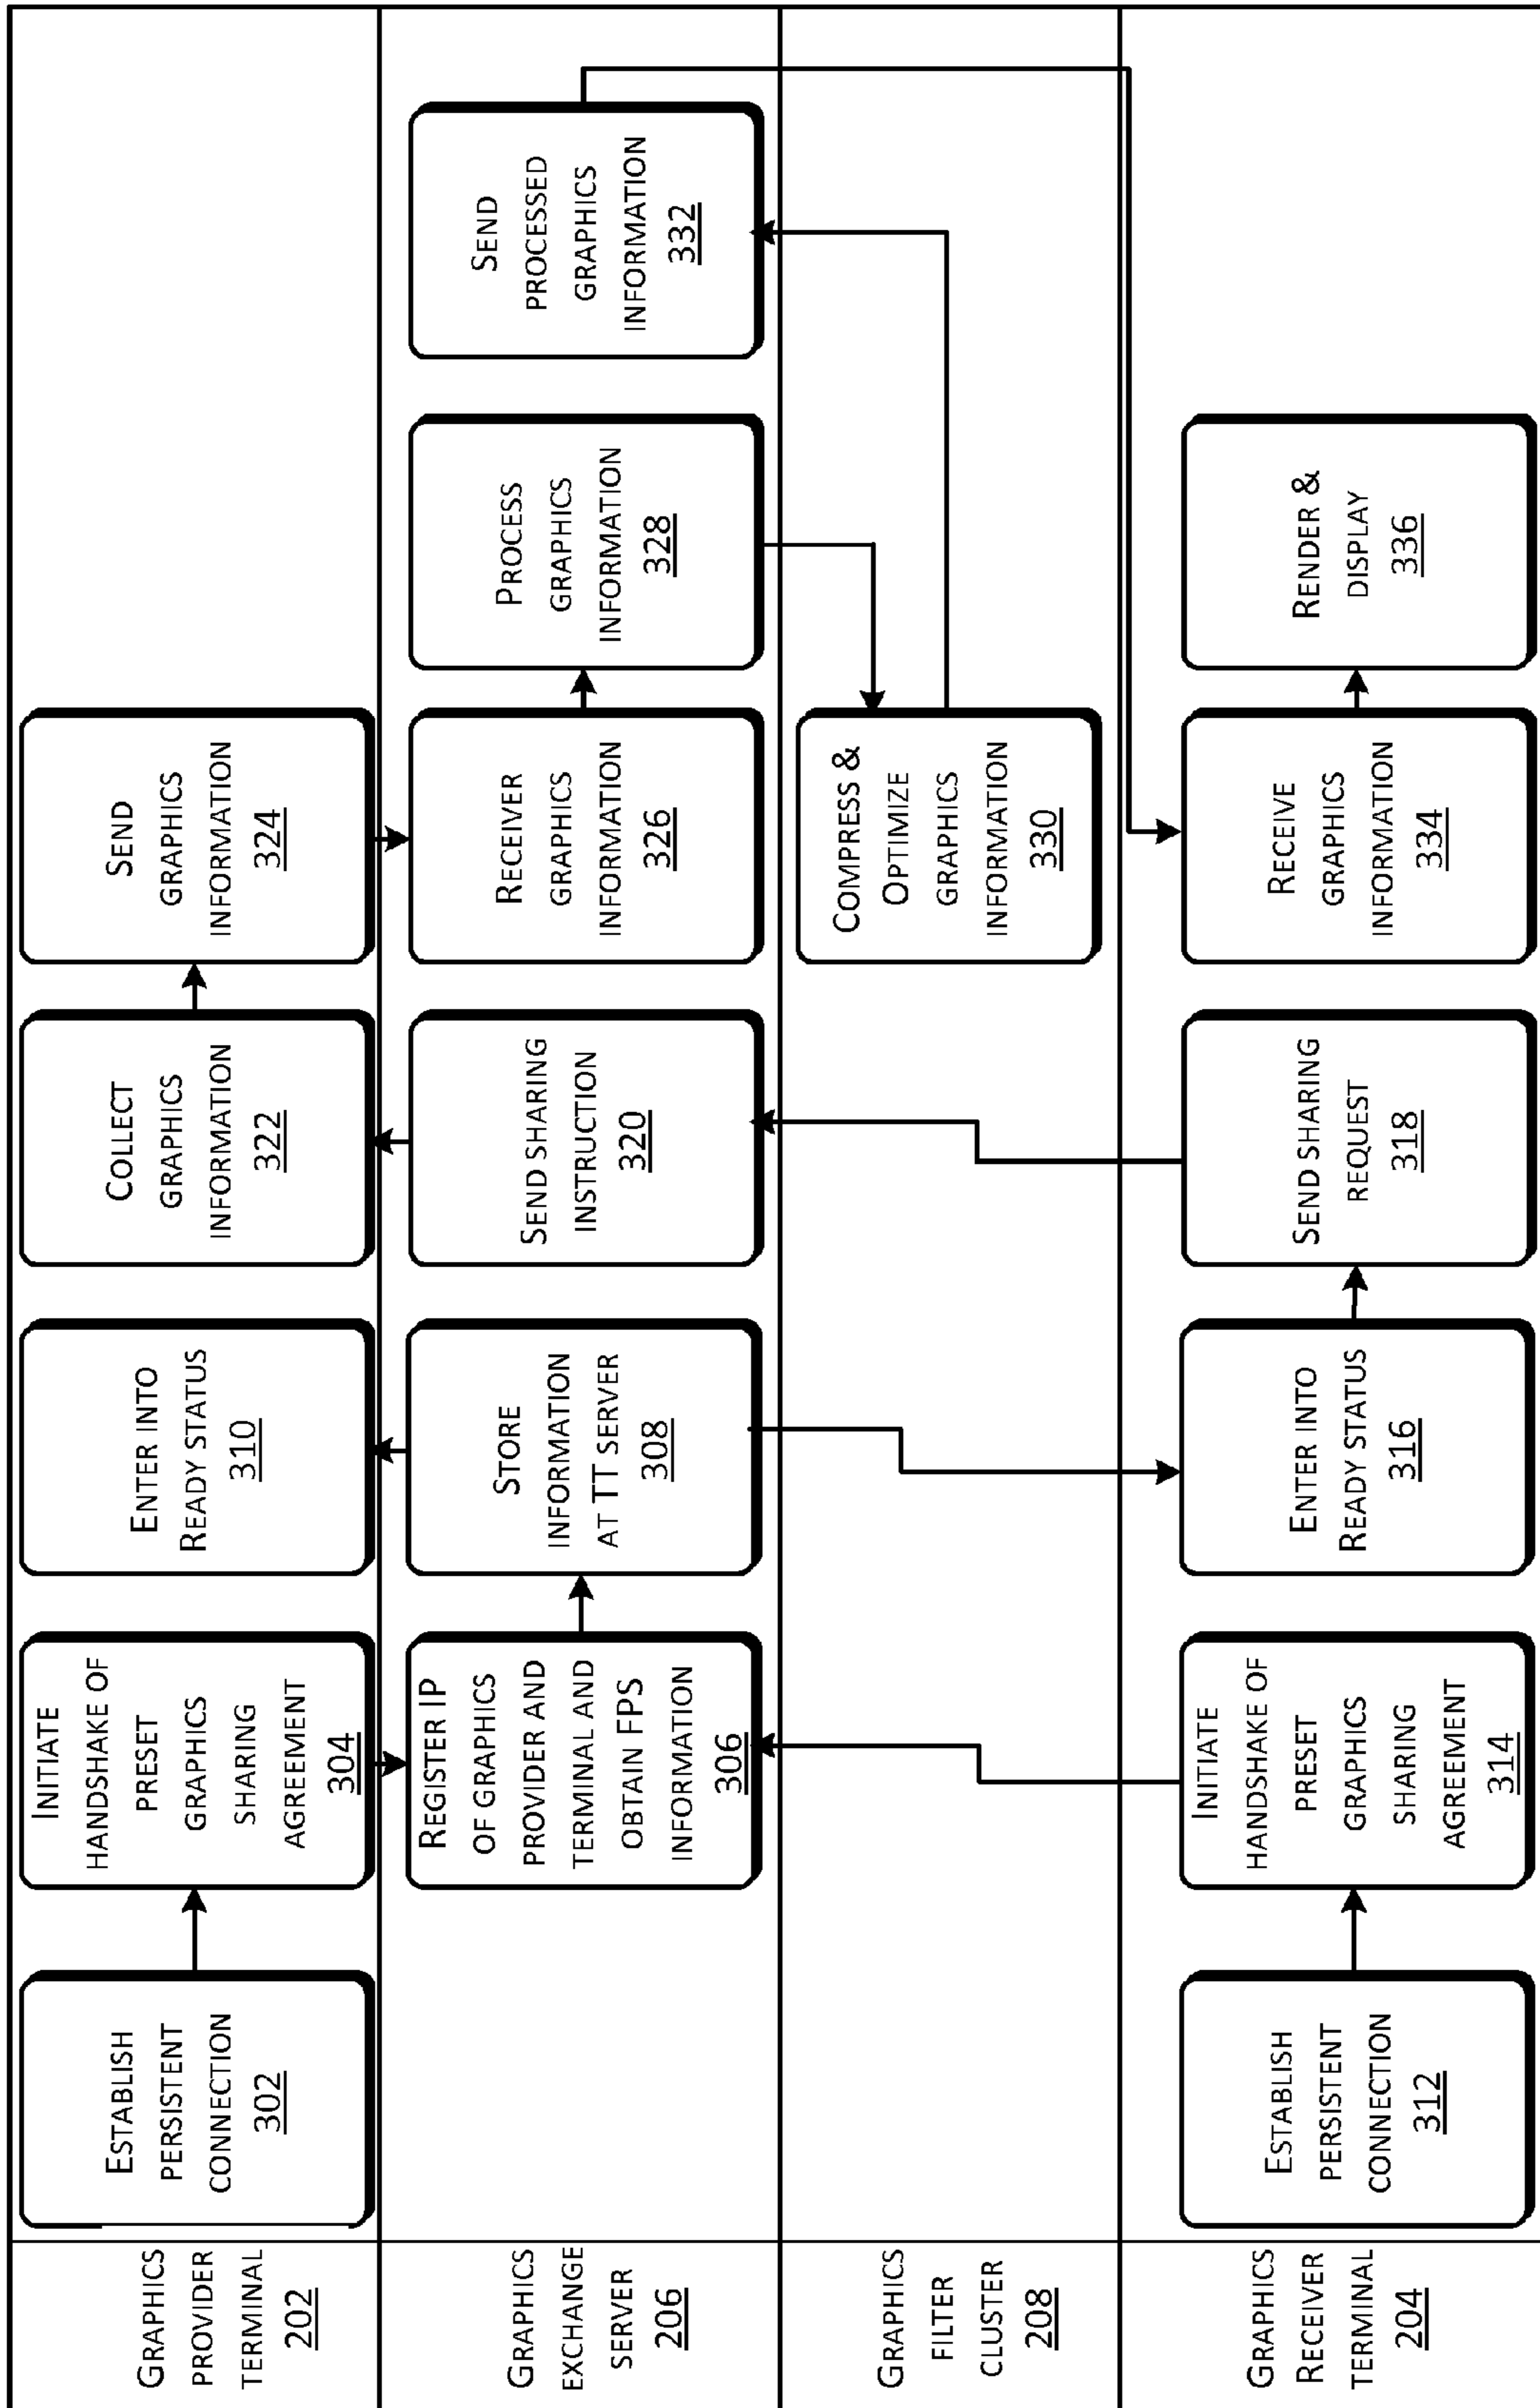 GRAPHICS
PROVIDER
TERMINAL
202
ESTABLISH
PERSISTENT
CONNECTION
302
INITIATE
HANDSHAKE OF
PRESET
GRAPHICS
SHARING
AGREEMENT
304
ENTER INTO
READY STATUS
310
COLLECT
GRAPHICS
INFORMATION
322
SEND
GRAPHICS
INFORMATION
324
GRAPHICS
EXCHANGE
SERVER
206
REGISTER IP
OF GRAPHICS
PROVIDER AND
TERMINAL AND
OBTAIN FPS
INFORMATION
306
STORE
INFORMATION
AT TT SERVER
308
SEND SHARING
INSTRUCTION
320
RECEIVER
GRAPHICS
INFORMATION
326
PROCESS
GRAPHICS
INFORMATION
328
SEND
PROCESSED
GRAPHICS
INFORMATION
332
GRAPHICS
FILTER
CLUSTER
208
COMPRESS &
OPTIMIZE
GRAPHICS
INFORMATION
330
GRAPHICS
RECEIVER
TERMINAL
204
ESTABLISH
PERSISTENT
CONNECTION
312
INITIATE
HANDSHAKE OF
PRESET
GRAPHICS
SHARING
AGREEMENT
314
ENTER INTO
READY STATUS
316
SEND SHARING
REQUEST
318
RECEIVE
GRAPHICS
INFORMATION
334
RENDER &
DISPLAY
336